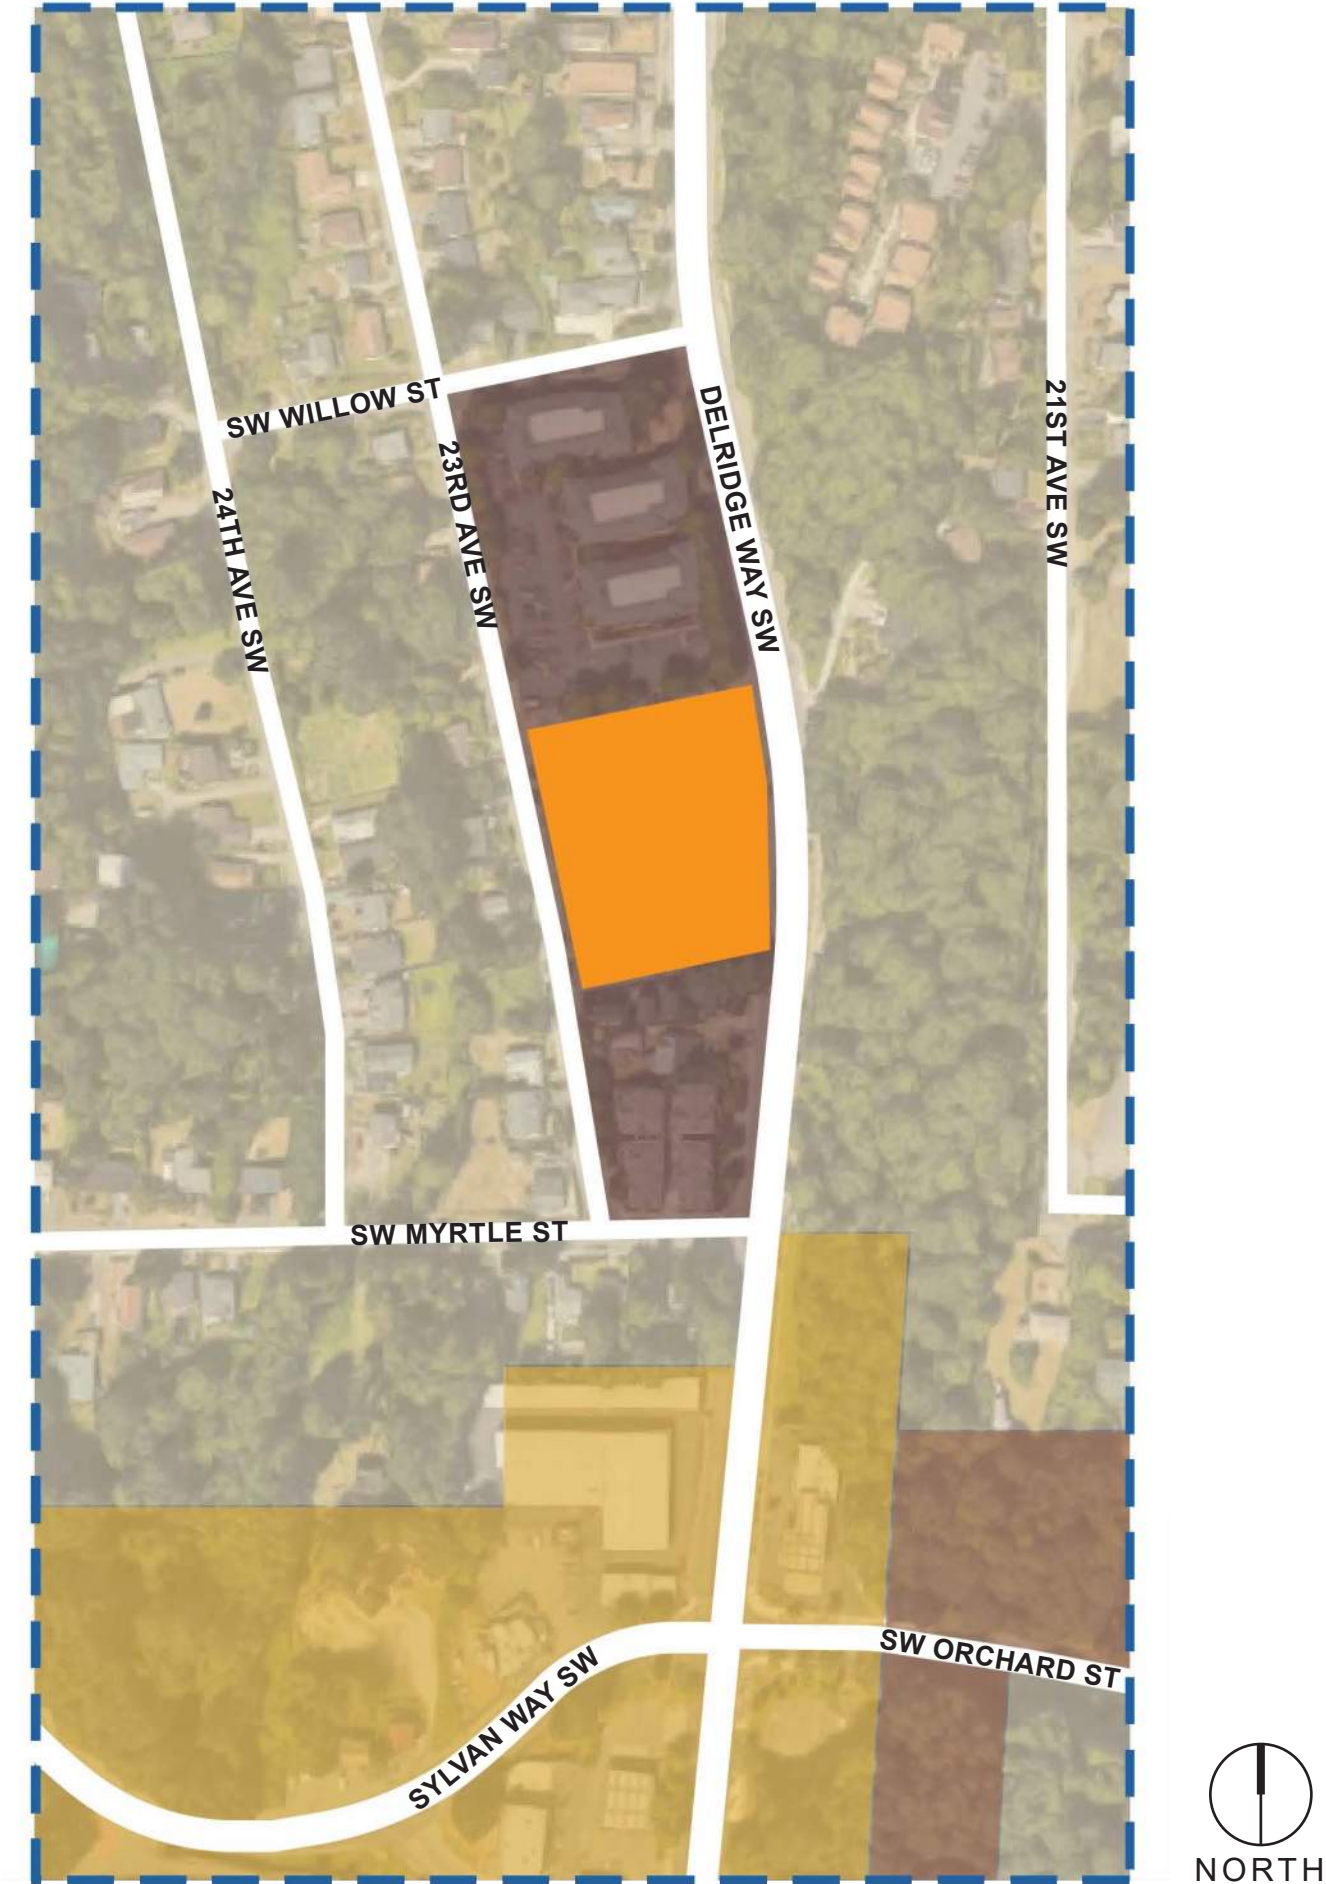 SW WILLOW ST
DELRIDGE WAY SW
21ST AVE SW
23RD AVE SW
24TH AVE SW
SW MYRTLE ST
SW ORCHARD ST
SYLVAN WAY SW
NORTH